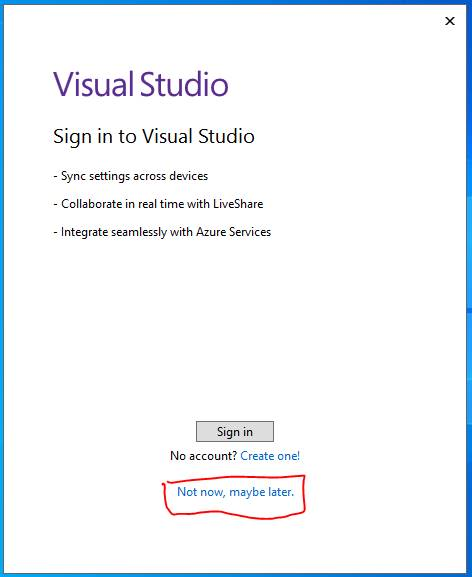 Visual Studio
Sign in to Visual Studio
- Sync settings across devices
- Collaborate in real time with LiveShare
- Integrate seamlessly with Azure Services
Sign in
No account? Create one!
Not now, maybe later.